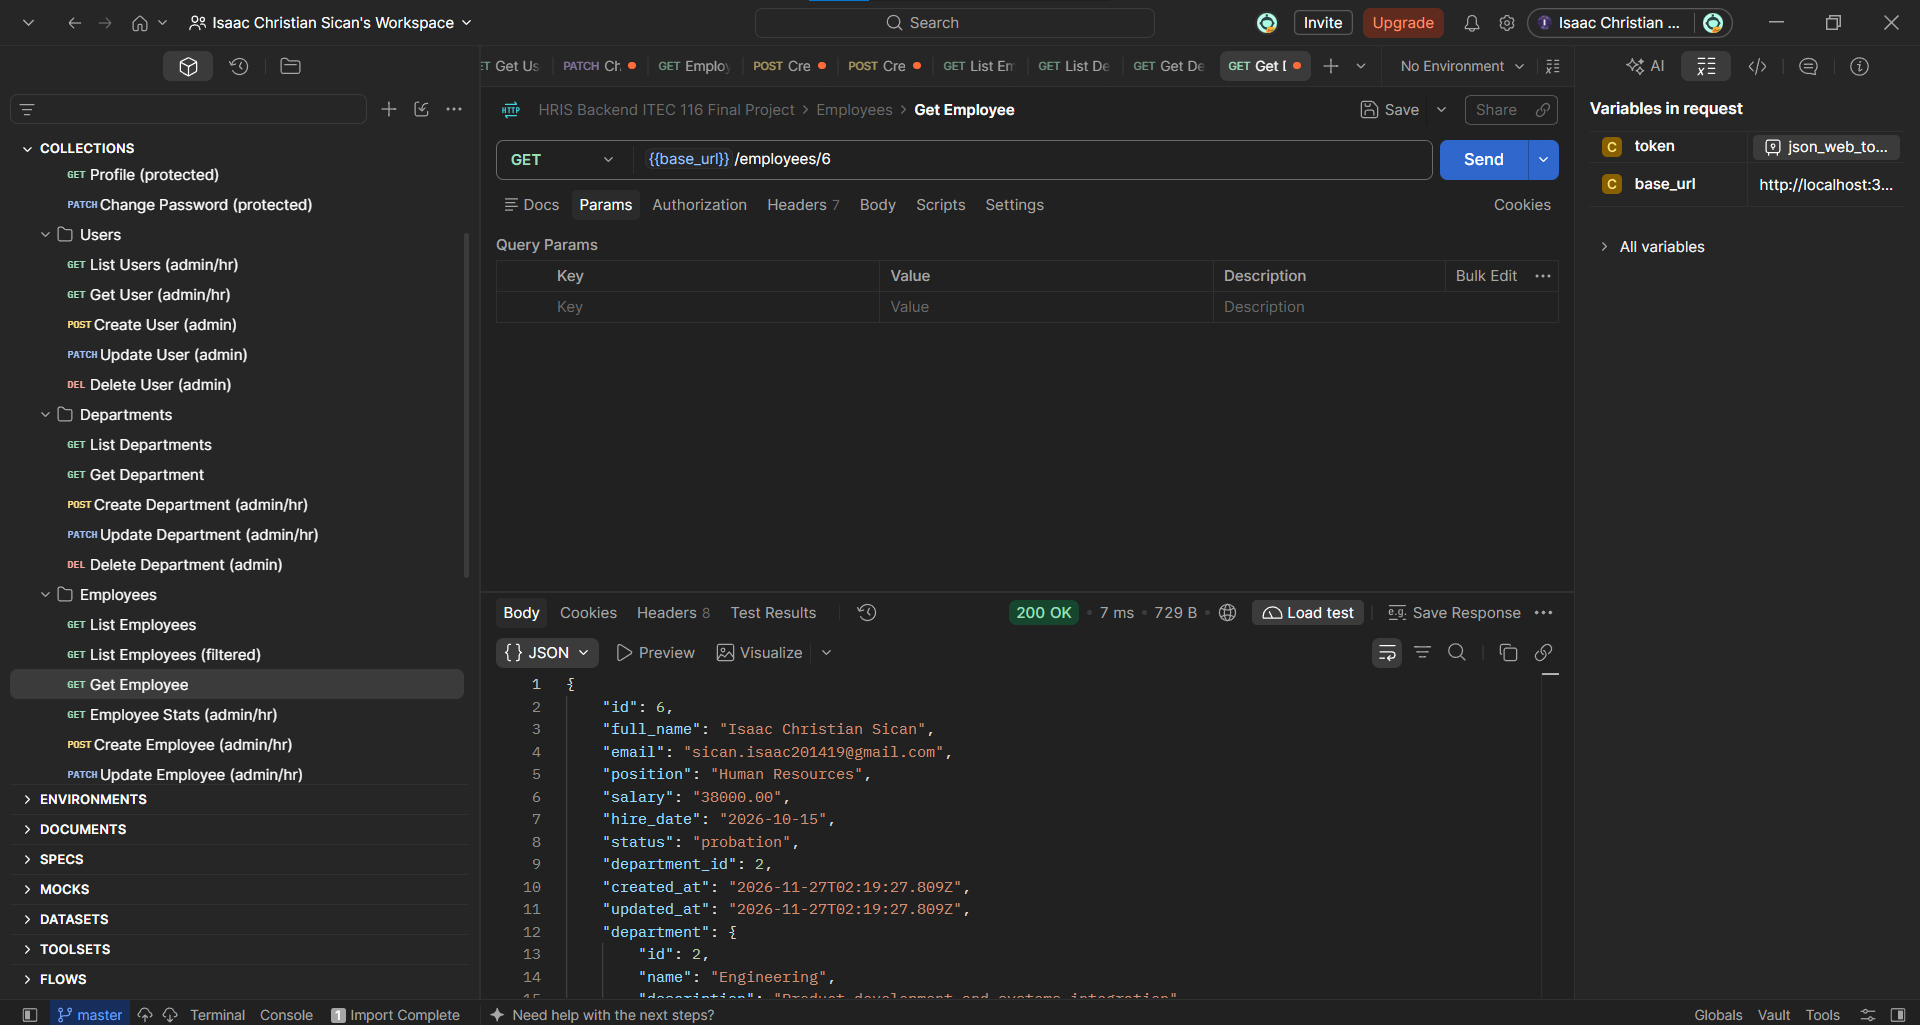 Isaac Christian Sican's Workspace
Search
Invite
Upgrade
Isaac Christian ...
Get Us
PATCH Ch
GET Emplo
POST Cre
POST Cre
GET List Em
GET List De
GET Get De
GET Get
No Environment
AI
HRIS Backend ITEC 116 Final Project > Employees > Get Employee
Save
Share
Variables in request
C token json_web_to...
C base_url http://localhost:3...
All variables
GET {{base_url}} /employees/6
Send
Docs Params Authorization Headers 7 Body Scripts Settings Cookies
Query Params
Key Value Description Bulk Edit
Key Value Description
COLLECTIONS
GET Profile (protected)
PATCH Change Password (protected)
Users
GET List Users (admin/hr)
GET Get User (admin/hr)
POST Create User (admin)
PATCH Update User (admin)
DEL Delete User (admin)
Departments
GET List Departments
GET Get Department
POST Create Department (admin/hr)
PATCH Update Department (admin/hr)
DEL Delete Department (admin)
Employees
GET List Employees
GET List Employees (filtered)
GET Get Employee
GET Employee Stats (admin/hr)
POST Create Employee (admin/hr)
PATCH Update Employee (admin/hr)
ENVIRONMENTS
DOCUMENTS
SPECS
MOCKS
DATASETS
TOOLSETS
FLOWS
Body Cookies Headers 8 Test Results
200 OK • 7 ms • 729 B •
Load test
e.g. Save Response
{} JSON
Preview
Visualize
1 {
2 "id": 6,
3 "full_name": "Isaac Christian Sican",
4 "email": "sican.isaac201419@gmail.com",
5 "position": "Human Resources",
6 "salary": "38000.00",
7 "hire_date": "2026-10-15",
8 "status": "probation",
9 "department_id": 2,
10 "created_at": "2026-11-27T02:19:27.809Z",
11 "updated_at": "2026-11-27T02:19:27.809Z",
12 "department": {
13 "id": 2,
14 "name": "Engineering",
15 "description": "Product development and systems integration"
master
Terminal
Console
1 Import Complete
Need help with the next steps?
Globals
Vault
Tools